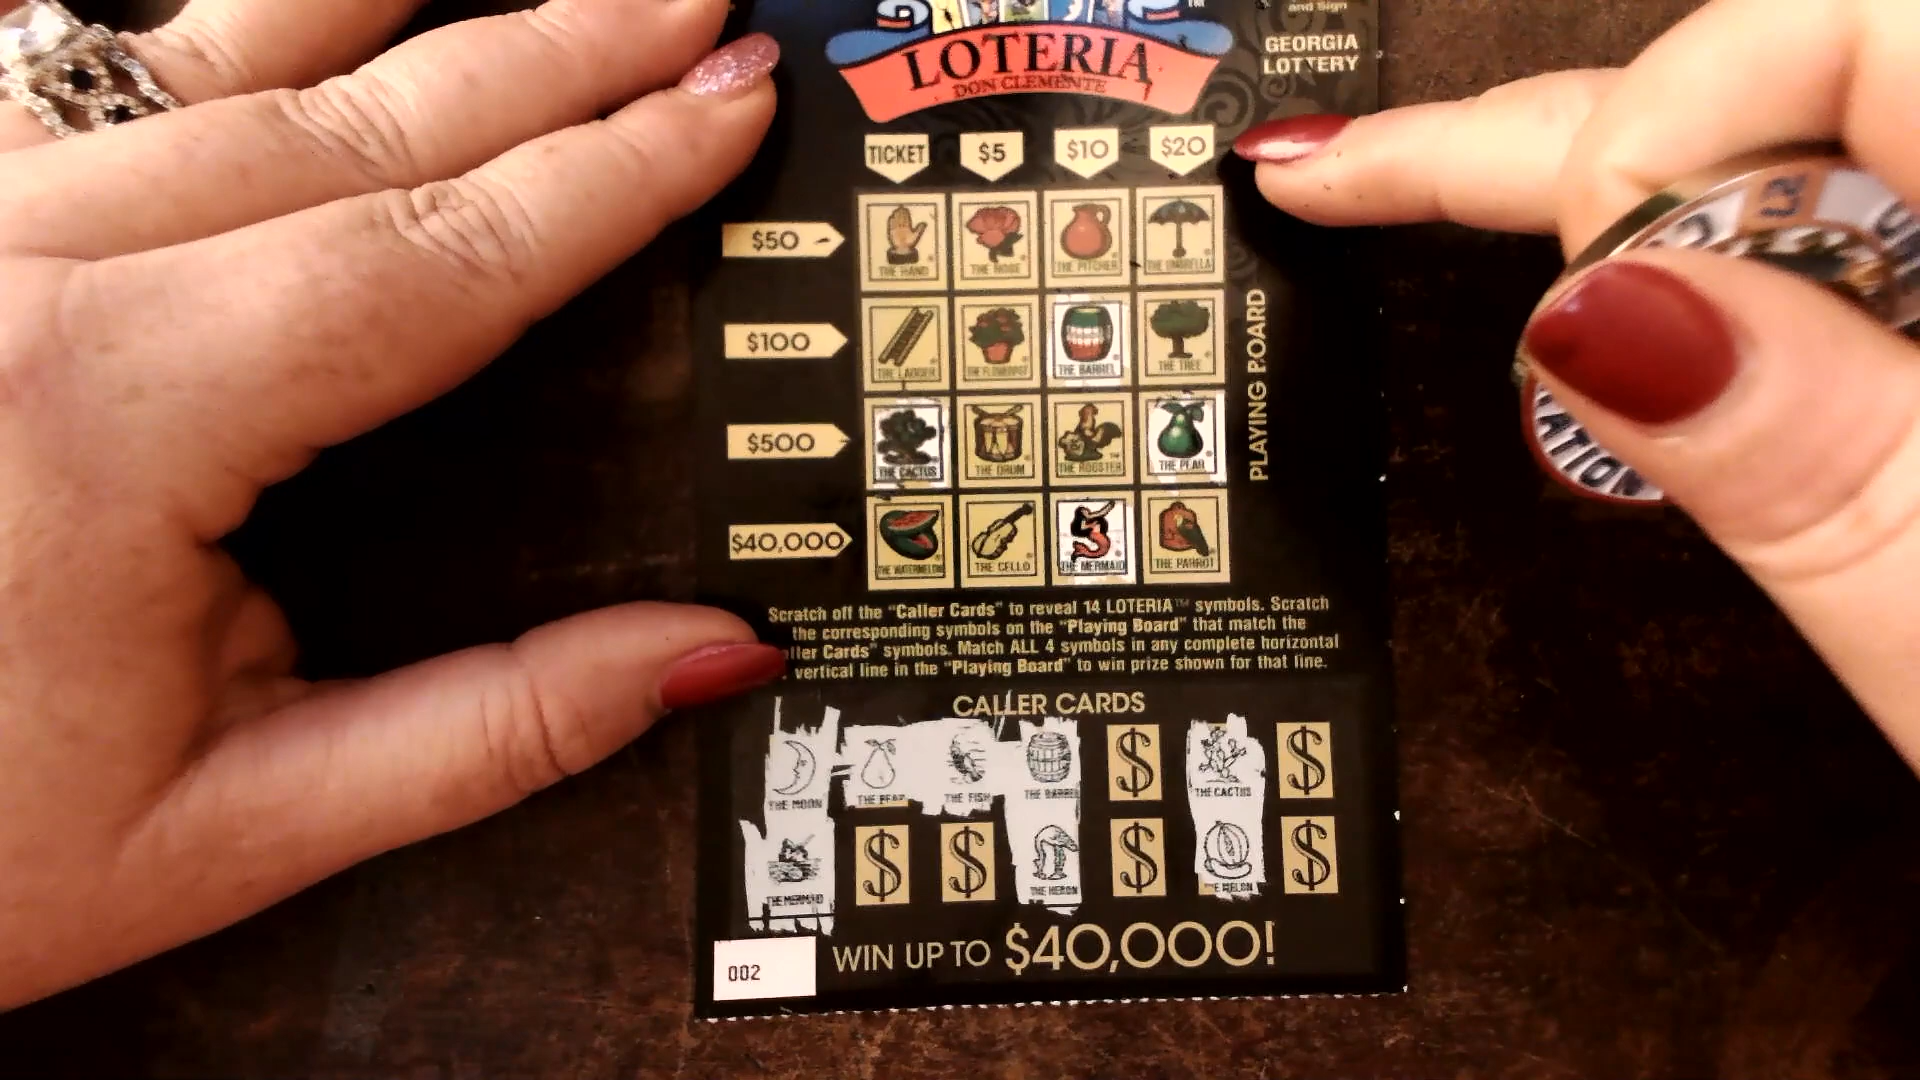 and Sign
GEORGIA
LOTTERY
LOTERIA™
DON CLEMENTE
TICKET $5 $10 $20
$50
THE HAND THE ROSE THE PITCHER THE UMBRELLA
$100
THE LADDER THE FLOWERPOT THE BARREL THE TREE
$500
THE CACTUS THE DRUM THE ROOSTER THE PEAR
$40,000
THE WATERMELON THE CELLO THE MERMAID THE PARROT
PLAYING BOARD
Scratch off the "Caller Cards" to reveal 14 LOTERIA™ symbols. Scratch
the corresponding symbols on the "Playing Board" that match the
ller Cards" symbols. Match ALL 4 symbols in any complete horizontal
vertical line in the "Playing Board" to win prize shown for that line.
CALLER CARDS
THE MOON THE PEAR THE FISH THE BARREL $ THE CACTUS $
THE MERMAID $ $ THE HERON $ THE MELON $
002
WIN UP TO $40,000!
ATION